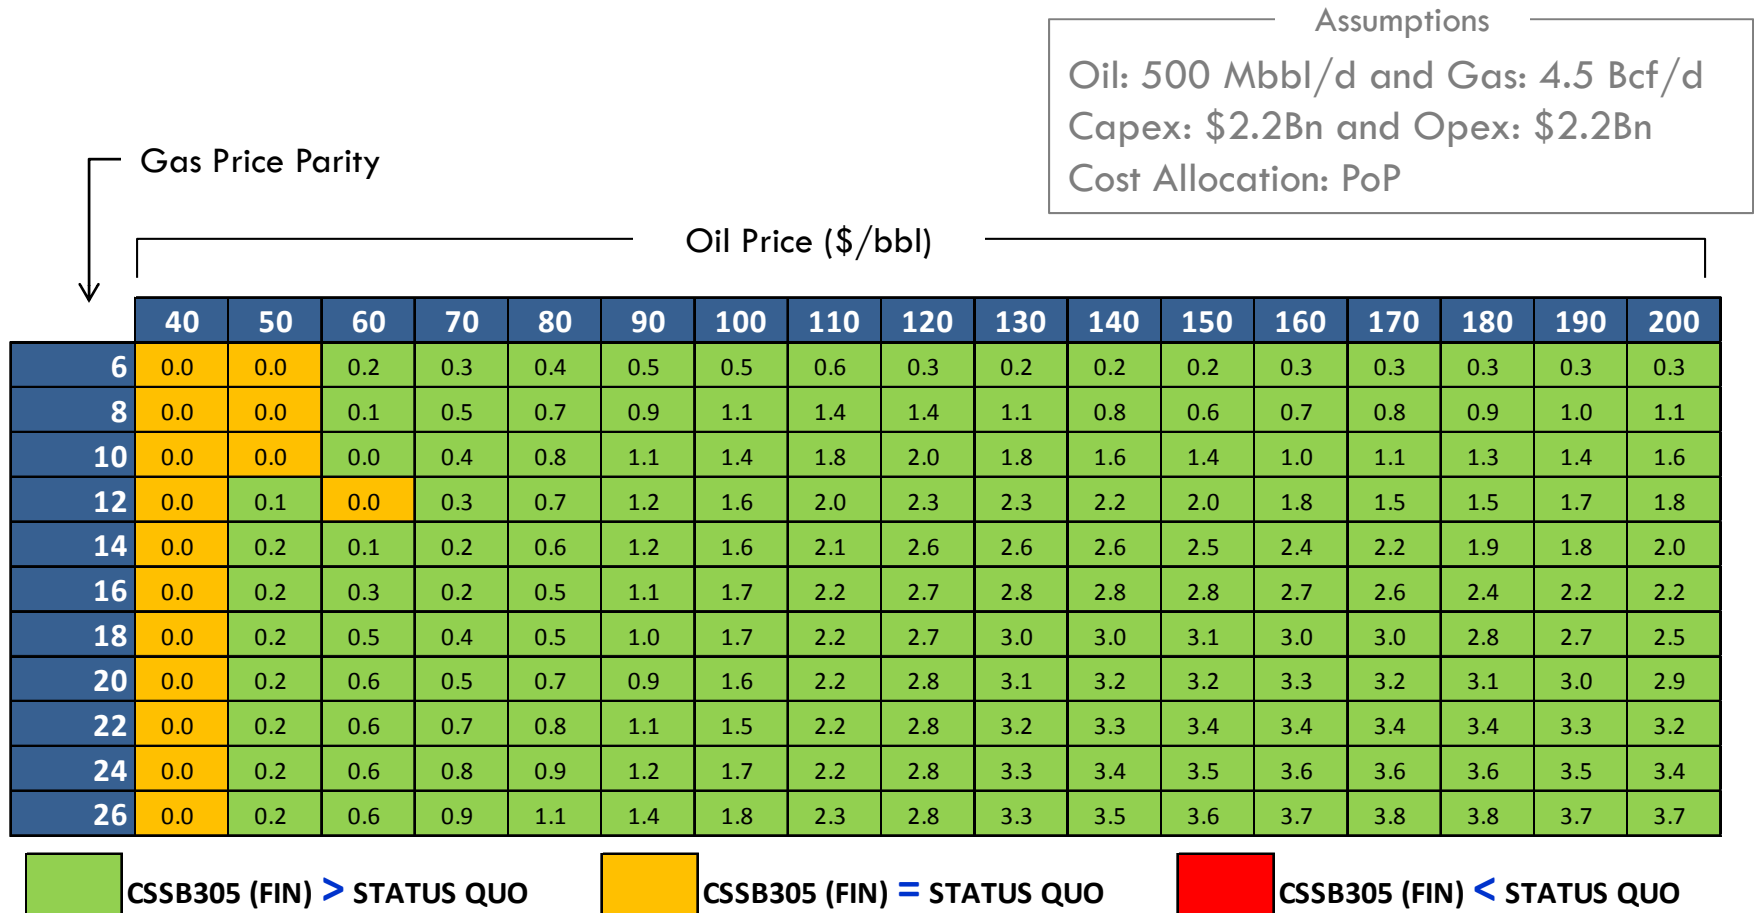 Assumptions
Oil: 500 Mbbl/d and Gas: 4.5 Bcf/d
Capex: $2.2Bn and Opex: $2.2Bn
Cost Allocation: PoP
Gas Price Parity
Oil Price ($/bbl)
40 50 60 70 80 90 100 110 120 130 140 150 160 170 180 190 200
6 0.0 0.0 0.2 0.3 0.4 0.5 0.5 0.6 0.3 0.2 0.2 0.2 0.3 0.3 0.3 0.3 0.3
8 0.0 0.0 0.1 0.5 0.7 0.9 1.1 1.4 1.4 1.1 0.8 0.6 0.7 0.8 0.9 1.0 1.1
10 0.0 0.0 0.0 0.4 0.8 1.1 1.4 1.8 2.0 1.8 1.6 1.4 1.0 1.1 1.3 1.4 1.6
12 0.0 0.1 0.0 0.3 0.7 1.2 1.6 2.0 2.3 2.3 2.2 2.0 1.8 1.5 1.5 1.7 1.8
14 0.0 0.2 0.1 0.2 0.6 1.2 1.6 2.1 2.6 2.6 2.6 2.5 2.4 2.2 1.9 1.8 2.0
16 0.0 0.2 0.3 0.2 0.5 1.1 1.7 2.2 2.7 2.8 2.8 2.8 2.7 2.6 2.4 2.2 2.2
18 0.0 0.2 0.5 0.4 0.5 1.0 1.7 2.2 2.7 3.0 3.0 3.1 3.0 3.0 2.8 2.7 2.5
20 0.0 0.2 0.6 0.5 0.7 0.9 1.6 2.2 2.8 3.1 3.2 3.2 3.3 3.2 3.1 3.0 2.9
22 0.0 0.2 0.6 0.7 0.8 1.1 1.5 2.2 2.8 3.2 3.3 3.4 3.4 3.4 3.4 3.3 3.2
24 0.0 0.2 0.6 0.8 0.9 1.2 1.7 2.2 2.8 3.3 3.4 3.5 3.6 3.6 3.6 3.5 3.4
26 0.0 0.2 0.6 0.9 1.1 1.4 1.8 2.3 2.8 3.3 3.5 3.6 3.7 3.8 3.8 3.7 3.7
CSSB305 (FIN) > STATUS QUO CSSB305 (FIN) = STATUS QUO CSSB305 (FIN) < STATUS QUO